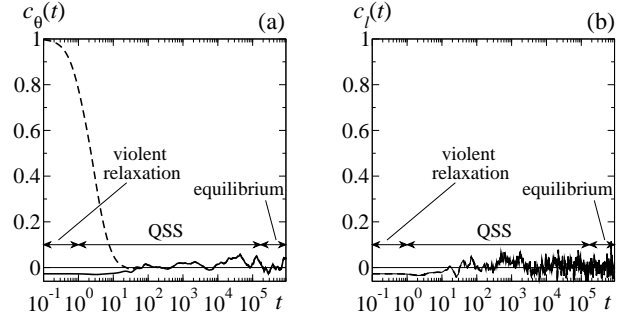 c_θ(t) (a)
1
0.8
0.6
0.4
0.2
0
violent
relaxation
equilibrium
QSS
10^-1 10^0 10^1 10^2 10^3 10^4 10^5 t
c_l(t) (b)
1
0.8
0.6
0.4
0.2
0
violent
relaxation
equilibrium
QSS
10^-1 10^0 10^1 10^2 10^3 10^4 10^5 t